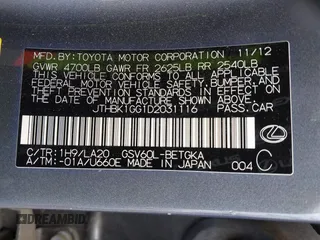 MFD.BY:TOYOTA MOTOR CORPORATION 11/12
GVWR 4700LB GAWR FR 2625LB RR 2540LB
THIS VEHICLE CONFORMS TO ALL APPLICABLE
FEDERAL MOTOR VEHICLE SAFETY, BUMPER, AND
THEFT PREVENTION STANDARDS IN EFFECT ON
THE DATE OF MANUFACTURE SHOWN ABOVE.
JTHBK1GG1D2031116 PASS.CAR
C/TR:1H9/LA20 GSV60L-BETGKA
A/TM:-01A/U660E MADE IN JAPAN 004 C
DREAMBID